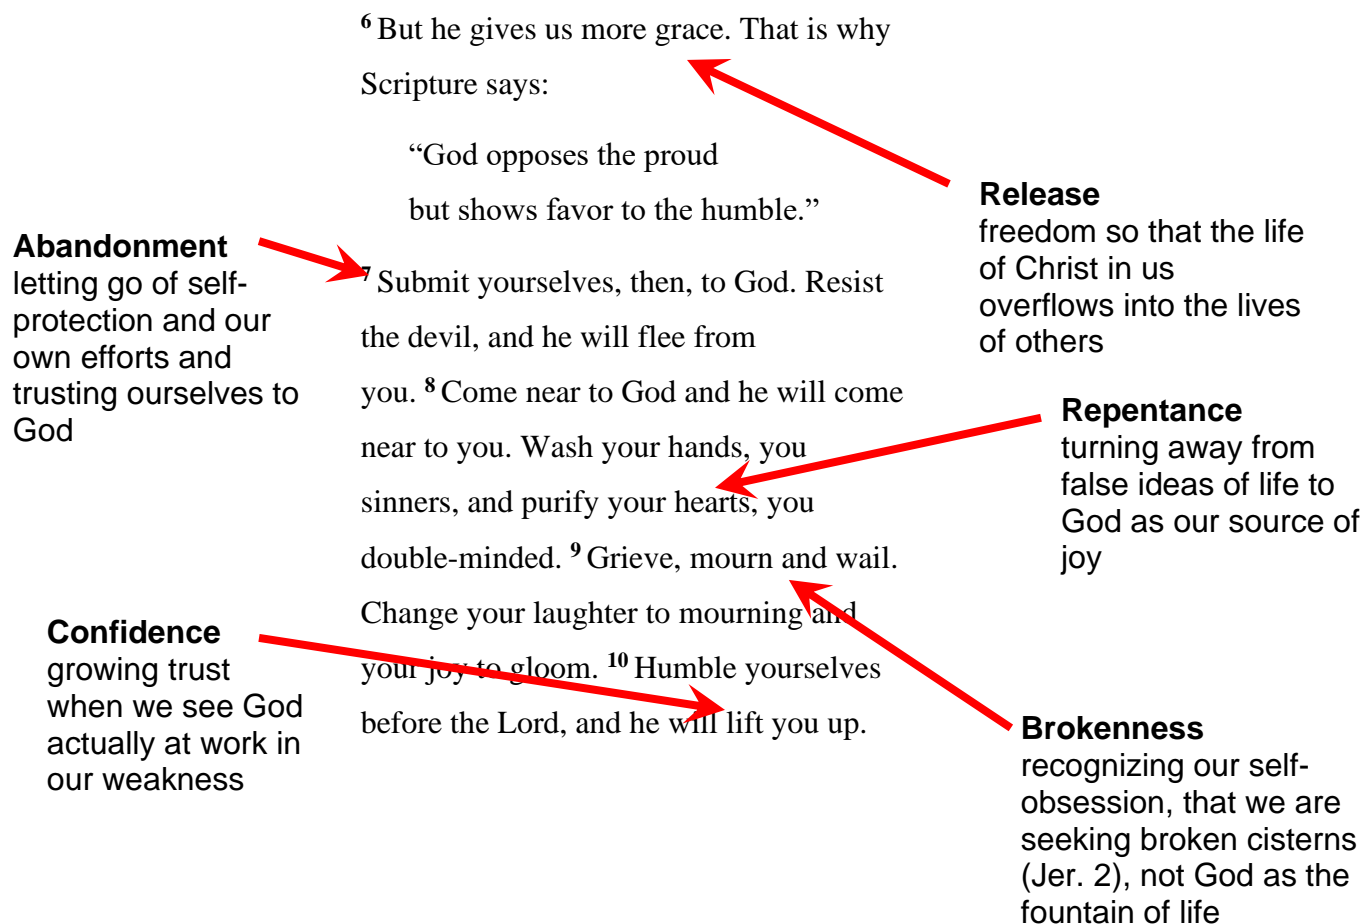 6 But he gives us more grace. That is why
Scripture says:
“God opposes the proud
but shows favor to the humble.”
7 Submit yourselves, then, to God. Resist
the devil, and he will flee from
you. 8 Come near to God and he will come
near to you. Wash your hands, you
sinners, and purify your hearts, you
double-minded. 9 Grieve, mourn and wail.
Change your laughter to mourning and
your joy to gloom. 10 Humble yourselves
before the Lord, and he will lift you up.
Abandonment
letting go of self-
protection and our
own efforts and
trusting ourselves to
God
Confidence
growing trust
when we see God
actually at work in
our weakness
Release
freedom so that the life
of Christ in us
overflows into the lives
of others
Repentance
turning away from
false ideas of life to
God as our source of
joy
Brokenness
recognizing our self-
obsession, that we are
seeking broken cisterns
(Jer. 2), not God as the
fountain of life